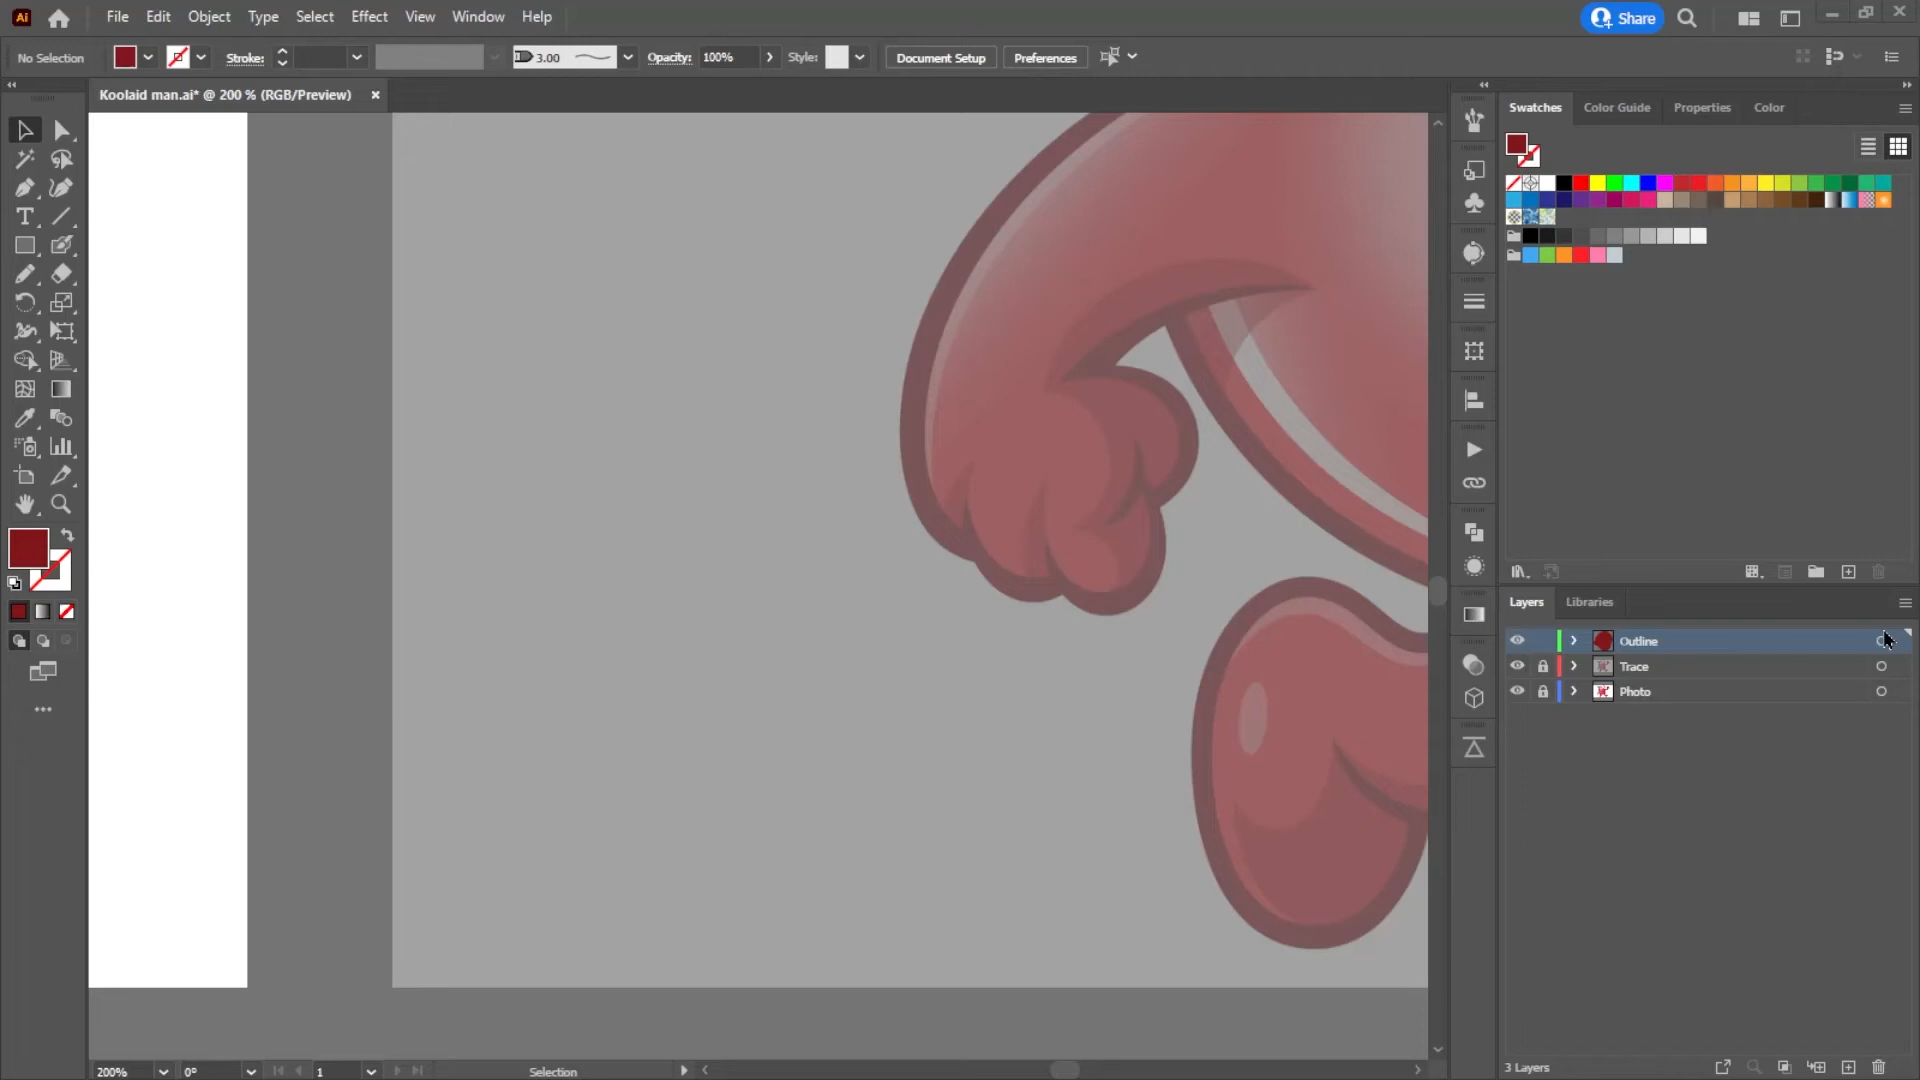 Ai File Edit Object Type Select Effect View Window Help Share
No Selection Stroke: 3.00 Opacity: 100% Style: Document Setup Preferences
Koolaid man.ai* @ 200 % (RGB/Preview) ×
Swatches Color Guide Properties Color
Layers Libraries
Outline
Trace
Photo
3 Layers
200% 0° 1 Selection